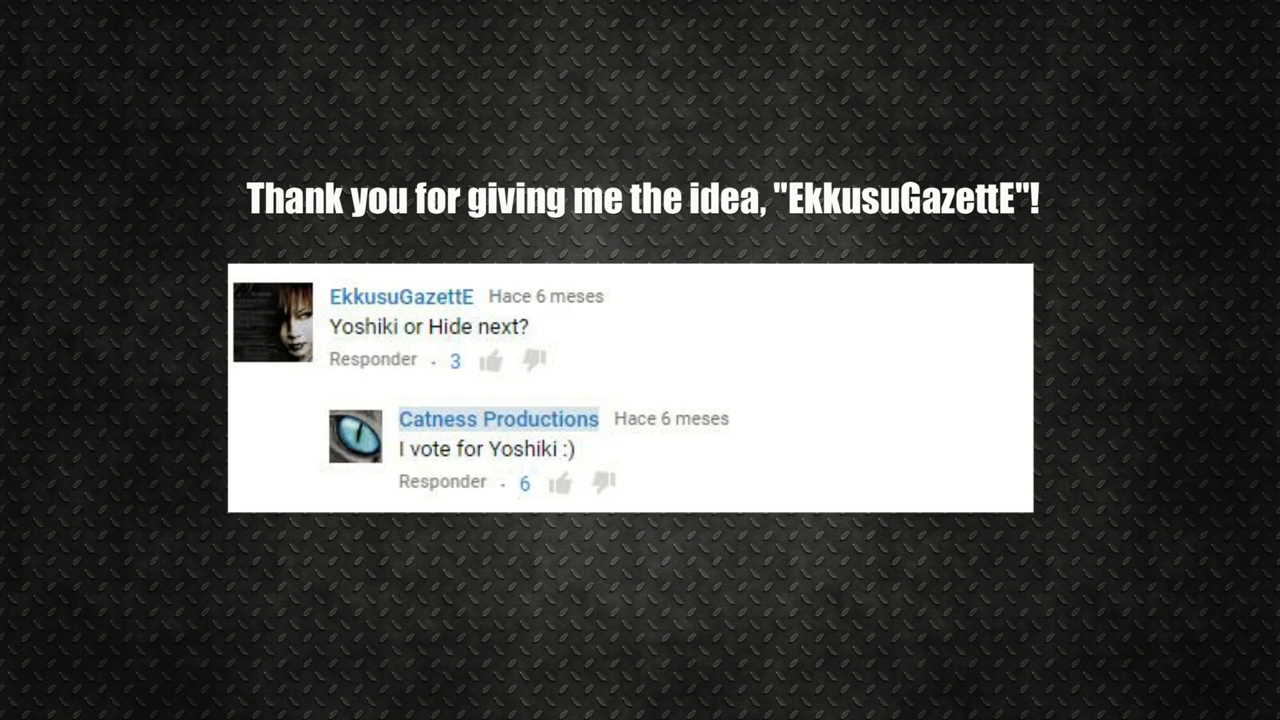 Thank you for giving me the idea, "EkkusuGazettE"!
EkkusuGazettE Hace 6 meses
Yoshiki or Hide next?
Responder · 3
Catness Productions Hace 6 meses
I vote for Yoshiki :)
Responder · 6